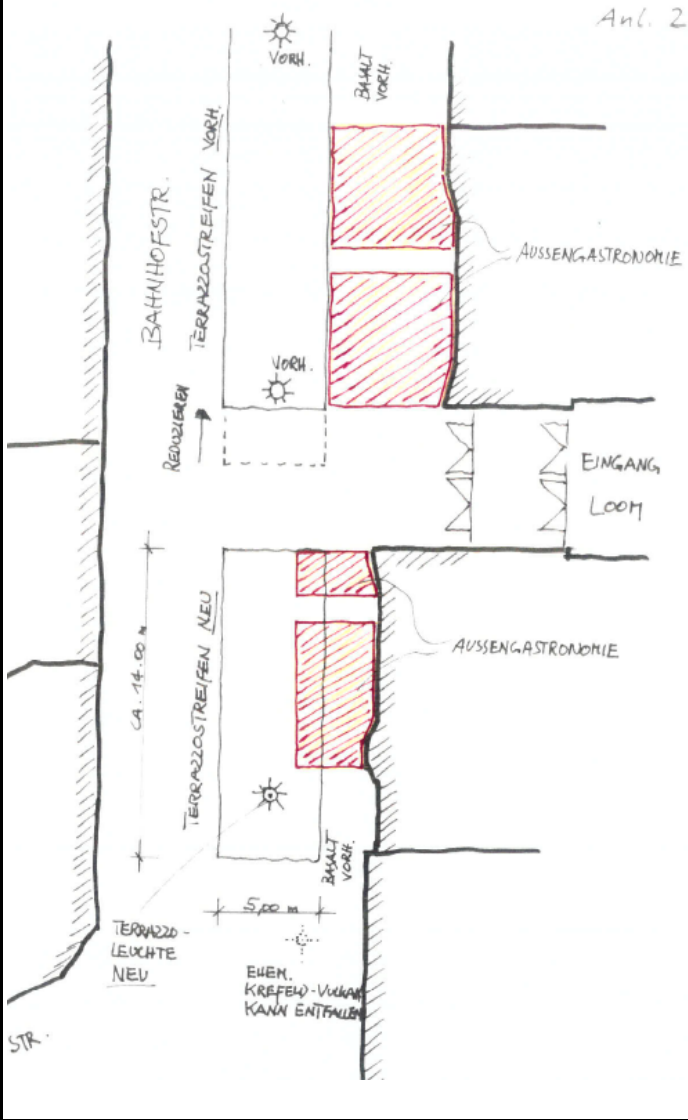 Anl. 2
VORH.
BASALT
VORH.
BAHNHOFSTR.
TERRAZZOSTREIFEN VORH.
AUSSENGASTRONOMIE
VORH.
REDUZIEREN
EINGANG
LOOM
TERRAZZOSTREIFEN NEU
CA. 14.00 m
AUSSENGASTRONOMIE
BASALT
VORH.
5,00 m
TERRAZZO-
LEUCHTE
NEU
EHEM.
KREFELD-VULKAN
KANN ENTFALLEN
STR.